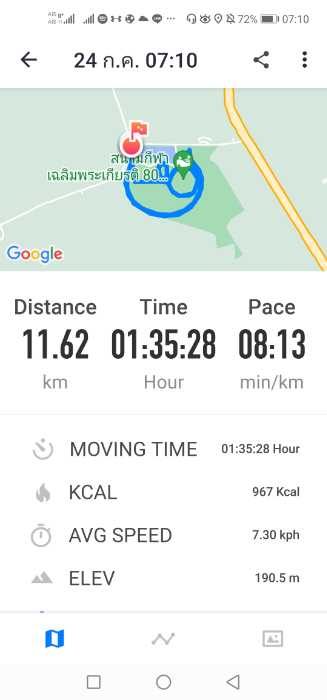 72% 07:10
24 ก.ค. 07:10
สนามกีฬา
เฉลิมพระเกียรติ 80...
Google
Distance Time Pace
11.62 01:35:28 08:13
km Hour min/km
MOVING TIME 01:35:28 Hour
KCAL 967 Kcal
AVG SPEED 7.30 kph
ELEV 190.5 m